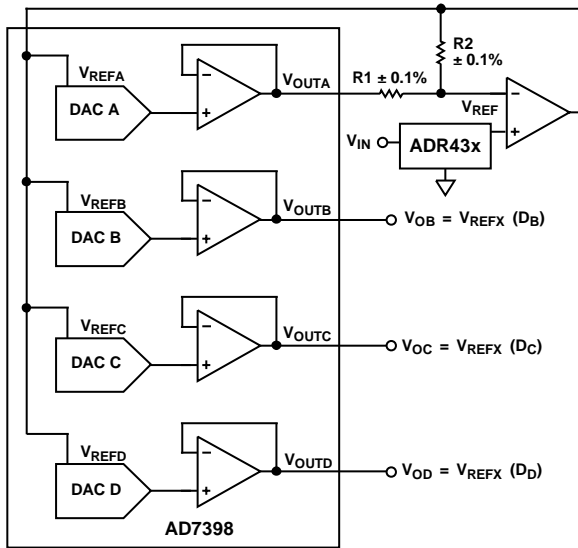 V_REFA
DAC A
V_OUTA
R1 ± 0.1%
R2
± 0.1%
V_REF
V_IN
ADR43x
−
+
−
+
V_REFB
DAC B
V_OUTB
V_OB = V_REFX (D_B)
−
+
V_REFC
DAC C
V_OUTC
V_OC = V_REFX (D_C)
−
+
V_REFD
DAC D
V_OUTD
V_OD = V_REFX (D_D)
−
+
AD7398